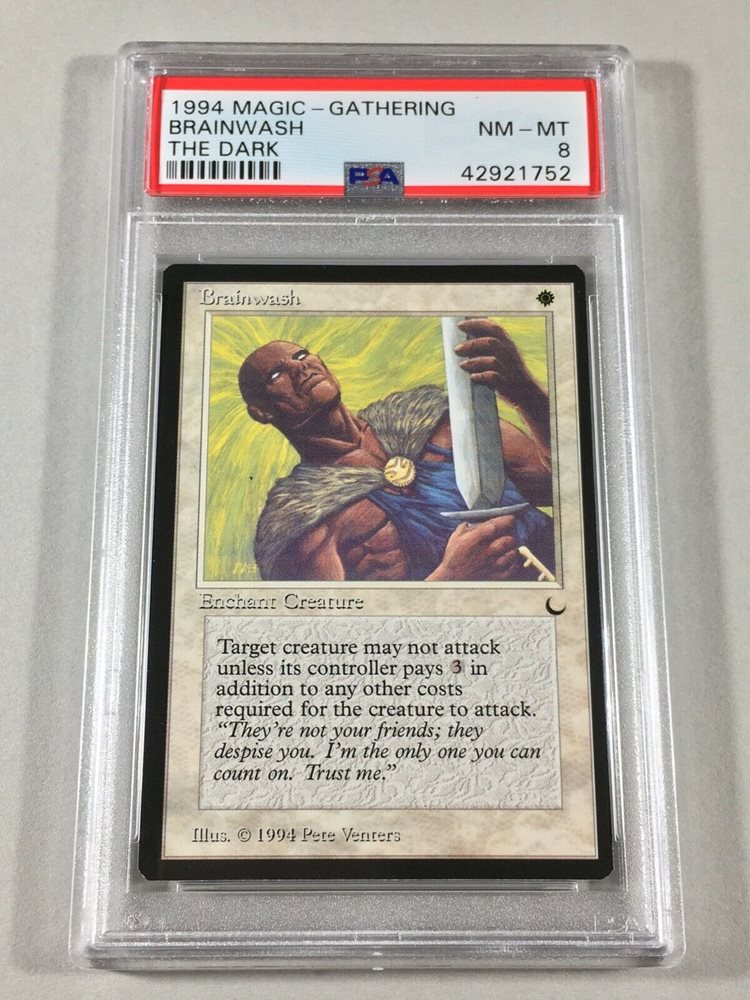 1994 MAGIC – GATHERING
BRAINWASH NM – MT
THE DARK 8
PSA 42921752
Brainwash
PV93
Enchant Creature
Target creature may not attack
unless its controller pays 3 in
addition to any other costs
required for the creature to attack.
“They're not your friends; they
despise you. I'm the only one you can
count on. Trust me.”
Illus. © 1994 Pete Venters